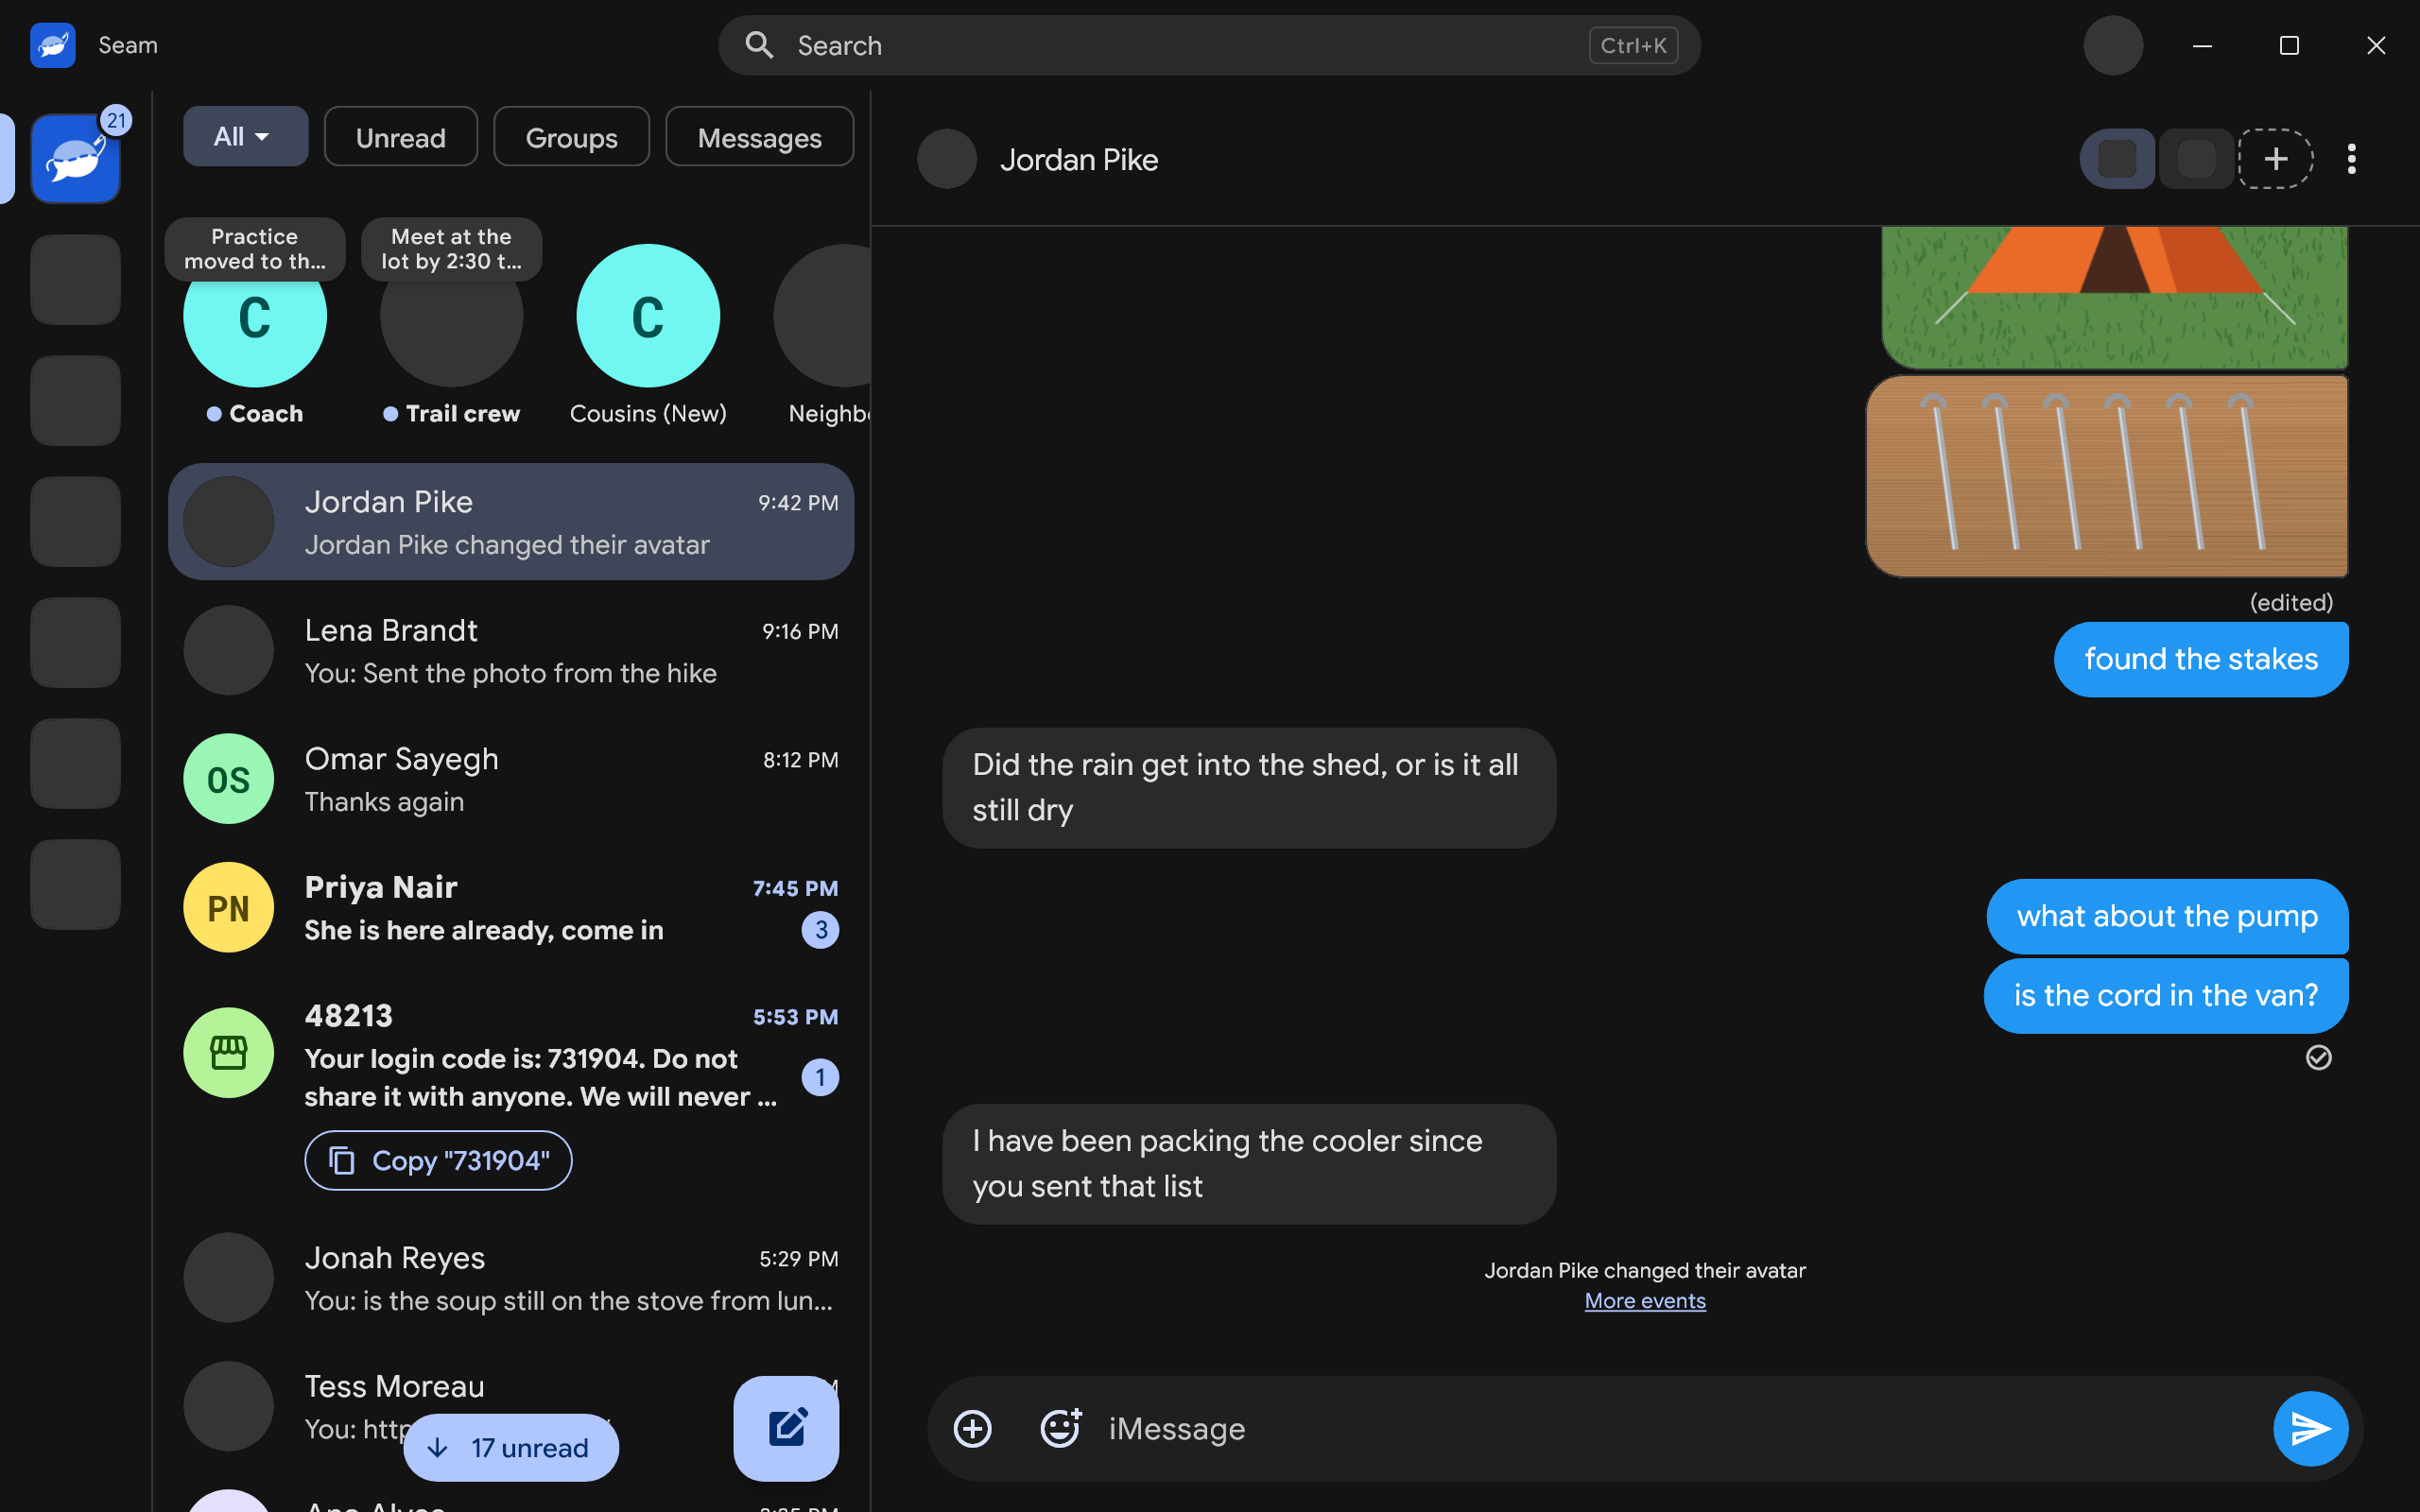 Seam
Search
Ctrl+K
21
All
Unread
Groups
Messages
Practice
moved to th...
Meet at the
lot by 2:30 t...
C
C
Coach
Trail crew
Cousins (New)
Jordan Pike
9:42 PM
Jordan Pike changed their avatar
Lena Brandt
9:16 PM
You: Sent the photo from the hike
OS
Omar Sayegh
8:12 PM
Thanks again
PN
Priya Nair
7:45 PM
She is here already, come in
3
48213
5:53 PM
Your login code is: 731904. Do not
share it with anyone. We will never ...
1
Copy "731904"
Jonah Reyes
5:29 PM
You: is the soup still on the stove from lun...
Tess Moreau
You:
17 unread
Jordan Pike
(edited)
found the stakes
Did the rain get into the shed, or is it all
still dry
what about the pump
is the cord in the van?
I have been packing the cooler since
you sent that list
Jordan Pike changed their avatar
More events
iMessage